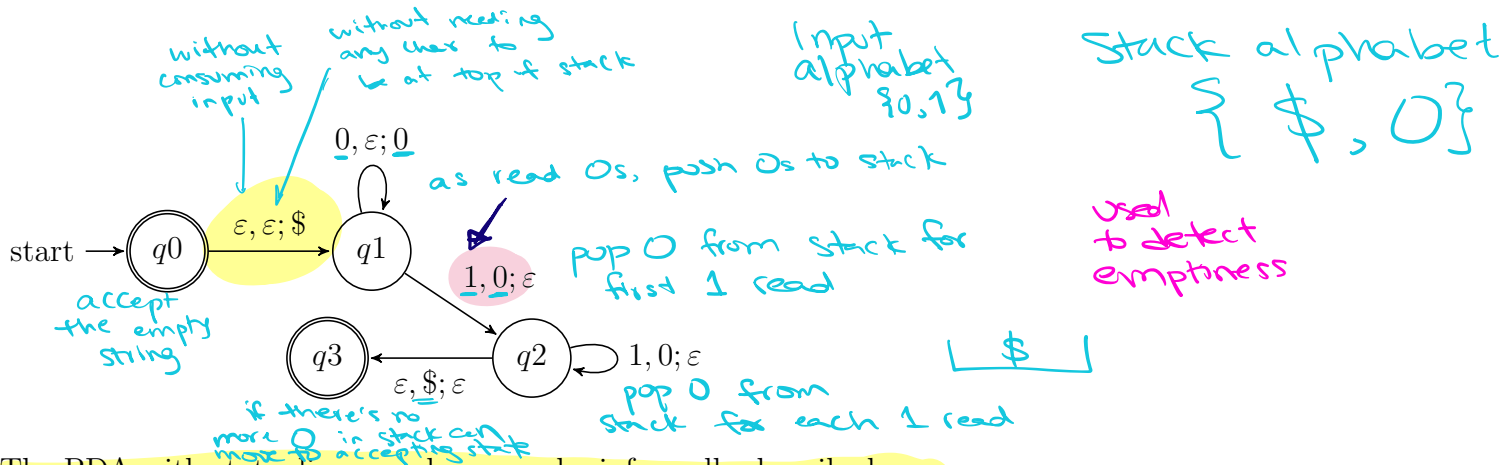 without
consuming
input
without needing
any char to
be at top of stack
Input
alphabet
{0,1}
Stack alphabet
{ $, 0}
0, ε; 0
as read 0s, push 0s to stack
used
to detect
emptiness
ε, ε; $
start
q0
q1
1, 0; ε
pop 0 from stack for
first 1 read
accept
the empty
string
q3
q2
1, 0; ε
$
ε, $; ε
pop 0 from
stack for each 1 read
if there's no
more 0 in stack can
move to accepting state